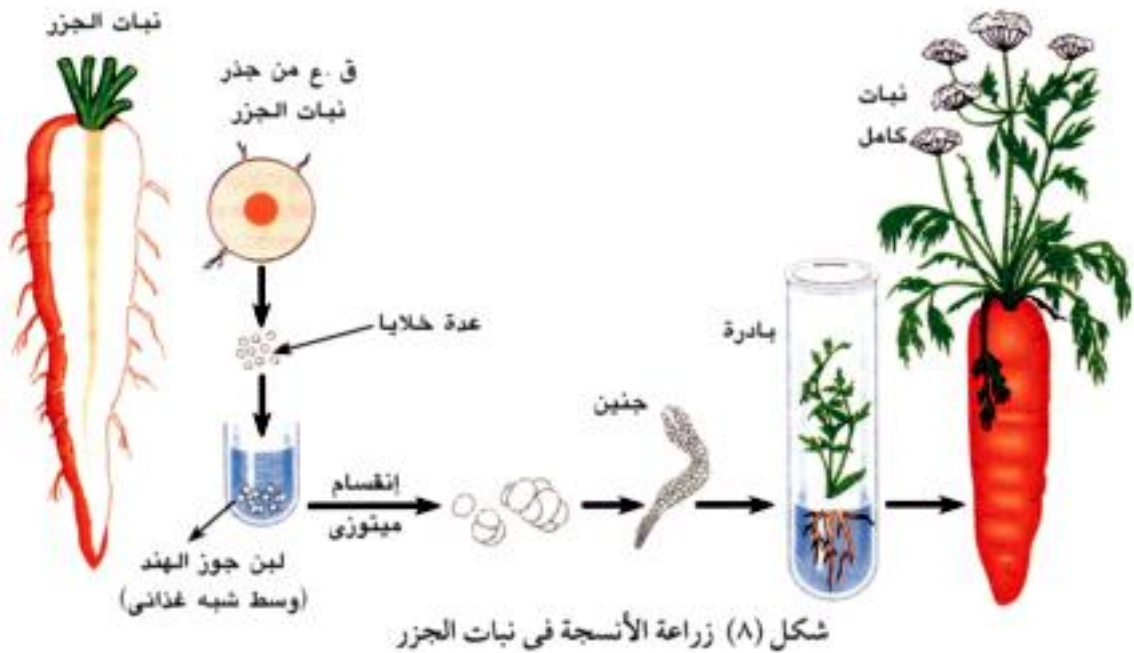 نبات الجزر
ق . ع من جذر
نبات الجزر
عدة خلايا
لبن جوز الهند
(وسط شبه غذائى)
إنقسام
ميتوزى
جنين
بادرة
نبات
كامل
شكل (٨) زراعة الأنسجة فى نبات الجزر